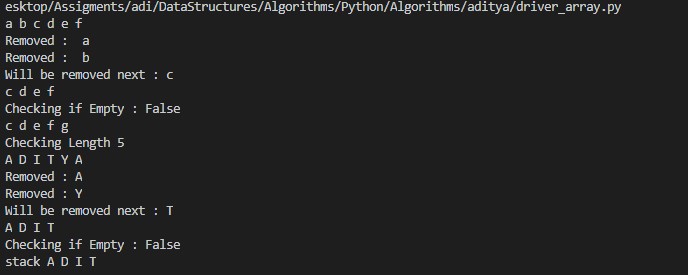 esktop/Assigments/adi/DataStructures/Algorithms/Python/Algorithms/aditya/driver_array.py
a b c d e f
Removed :  a
Removed :  b
Will be removed next : c
c d e f
Checking if Empty : False
c d e f g
Checking Length 5
A D I T Y A
Removed : A
Removed : Y
Will be removed next : T
A D I T
Checking if Empty : False
stack A D I T